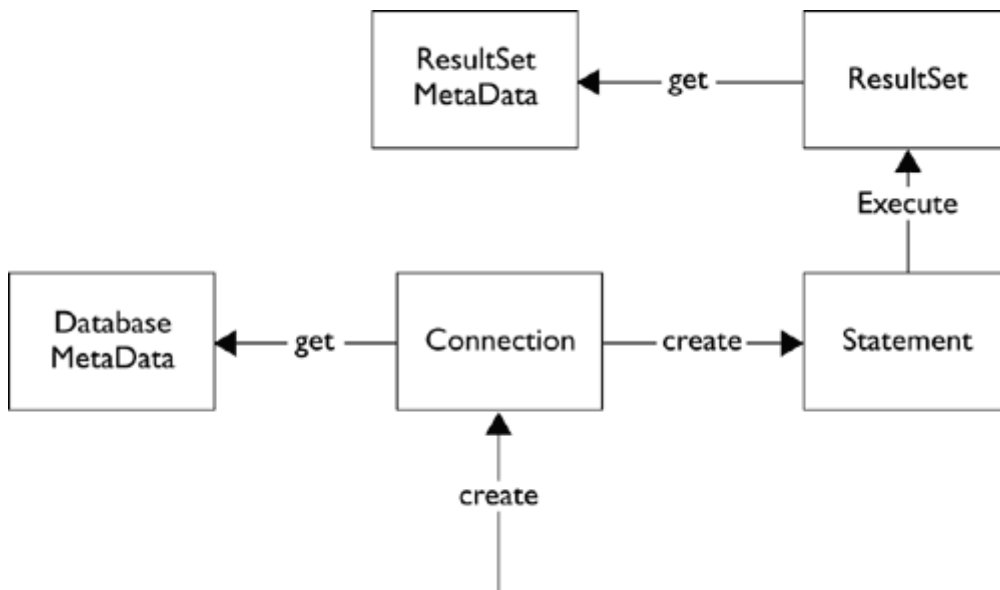 ResultSet
MetaData
get
ResultSet
Execute
Database
MetaData
get
Connection
create
Statement
create